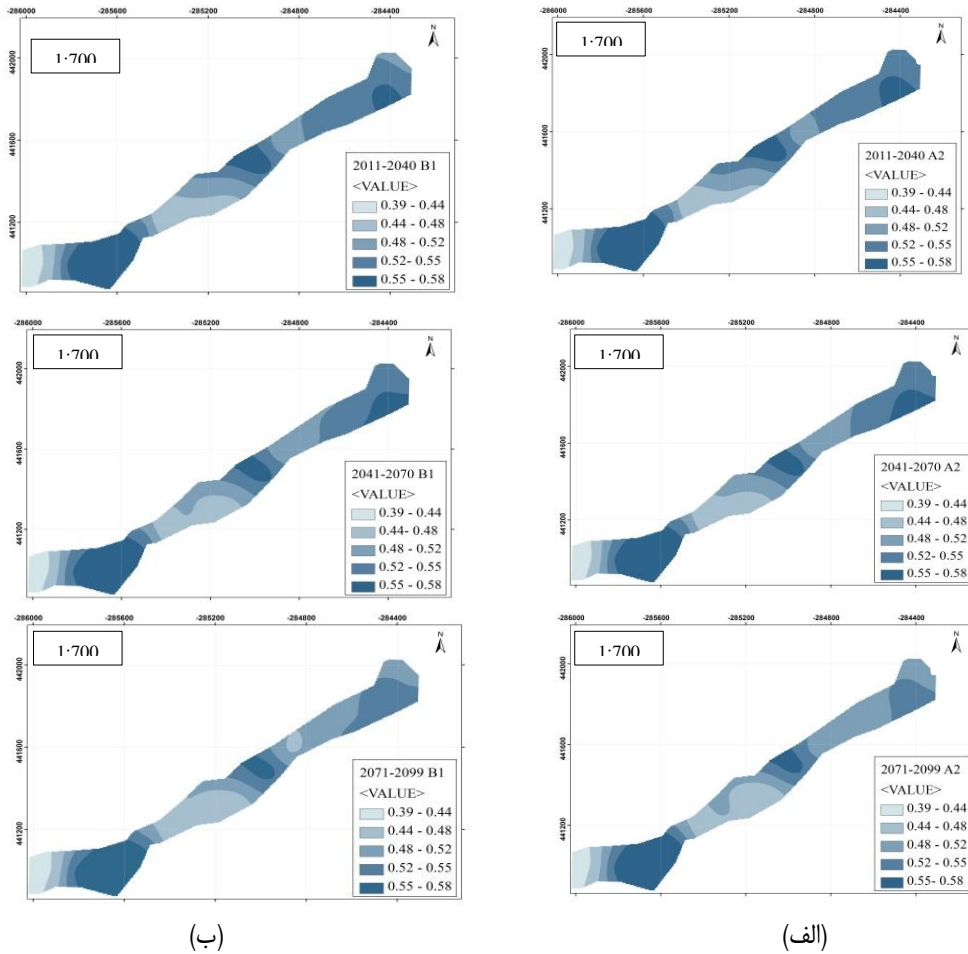 -286000 -285600 -285200 -284800 -284400
N
1:700
442000
441600
441200
2011-2040 B1
<VALUE>
0.39 - 0.44
0.44 - 0.48
0.48 - 0.52
0.52- 0.55
0.55 - 0.58
-286000 -285600 -285200 -284800 -284400
N
1:700
442000
441600
441200
2011-2040 A2
<VALUE>
0.39 - 0.44
0.44- 0.48
0.48- 0.52
0.52 - 0.55
0.55 - 0.58
-286000 -285600 -285200 -284800 -284400
N
1:700
442000
441600
441200
2041-2070 B1
<VALUE>
0.39 - 0.44
0.44 - 0.48
0.48 - 0.52
0.52 - 0.55
0.55 - 0.58
-286000 -285600 -285200 -284800 -284400
N
1:700
442000
441600
441200
2041-2070 A2
<VALUE>
0.39 - 0.44
0.44 - 0.48
0.48 - 0.52
0.52- 0.55
0.55 - 0.58
-286000 -285600 -285200 -284800 -284400
N
1:700
442000
441600
441200
2071-2099 B1
<VALUE>
0.39 - 0.44
0.44 - 0.48
0.48 - 0.52
0.52 - 0.55
0.55 - 0.58
-286000 -285600 -285200 -284800 -284400
N
1:700
442000
441600
441200
2071-2099 A2
<VALUE>
0.39 - 0.44
0.44 - 0.48
0.48 - 0.52
0.52 - 0.55
0.55- 0.58
(ب)
(الف)